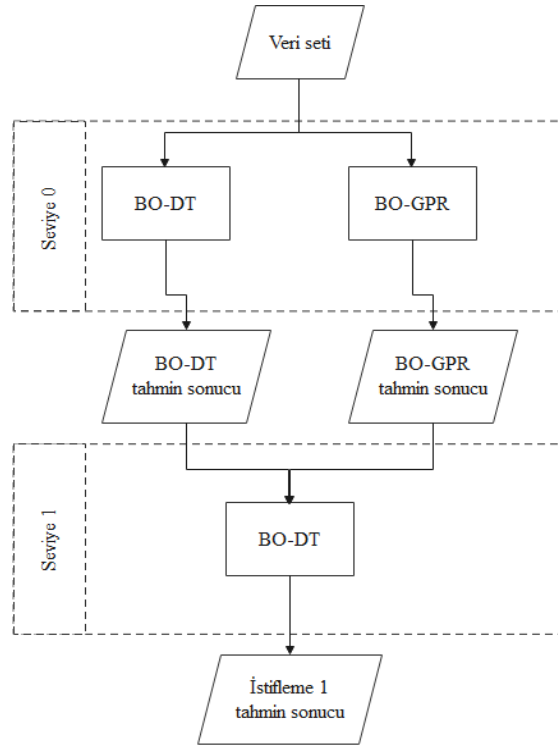 Veri seti
Seviye 0
BO-DT
BO-GPR
BO-DT
tahmin sonucu
BO-GPR
tahmin sonucu
Seviye 1
BO-DT
İstifleme 1
tahmin sonucu